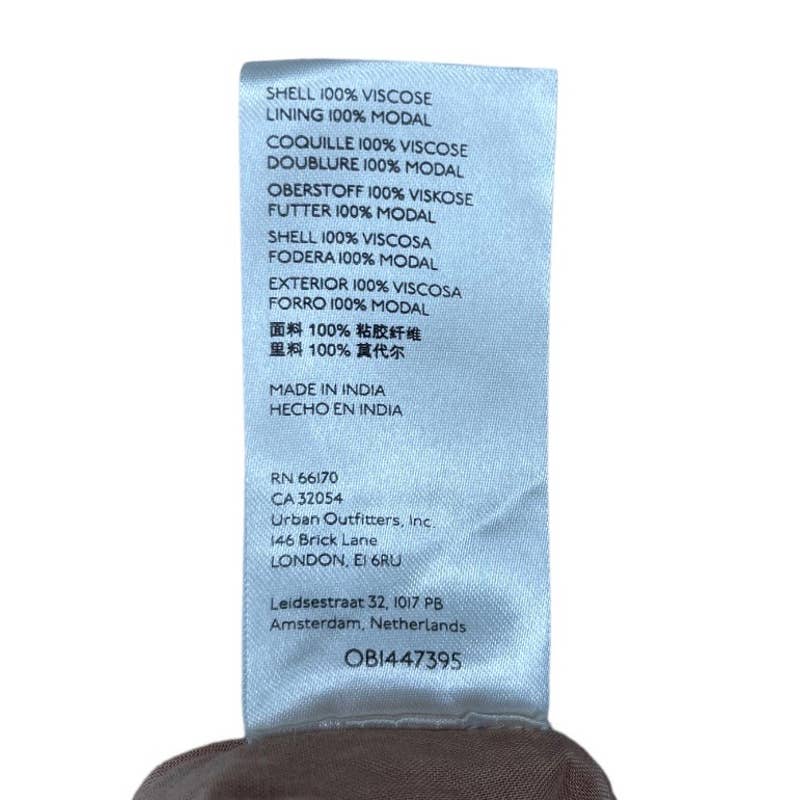 SHELL 100% VISCOSE
LINING 100% MODAL
COQUILLE 100% VISCOSE
DOUBLURE 100% MODAL
OBERSTOFF 100% VISKOSE
FUTTER 100% MODAL
SHELL 100% VISCOSA
FODERA 100% MODAL
EXTERIOR 100% VISCOSA
FORRO 100% MODAL
面料 100% 粘胶纤维
里料 100% 莫代尔
MADE IN INDIA
HECHO EN INDIA
RN 66170
CA 32054
Urban Outfitters, Inc.
146 Brick Lane
LONDON, E1 6RU
Leidsestraat 32, 1017 PB
Amsterdam, Netherlands
OB1447395